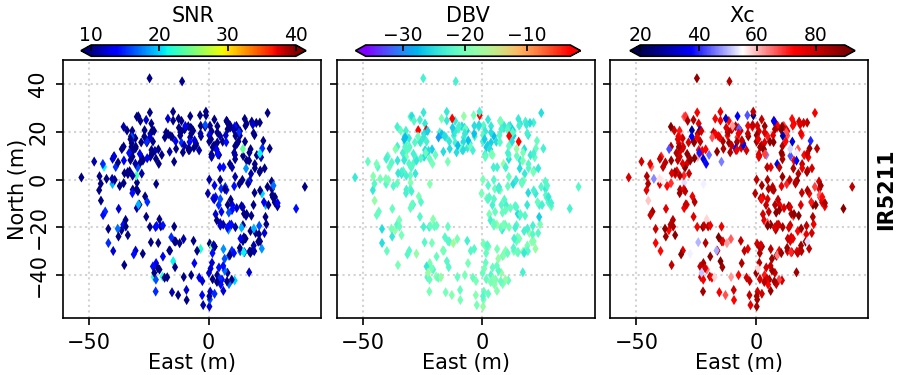 SNR
DBV
Xc
10 20 30 40
−30 −20 −10
20 40 60 80
40
20
0
−20
−40
North (m)
IR5211
−50 0
−50 0
−50 0
East (m)
East (m)
East (m)